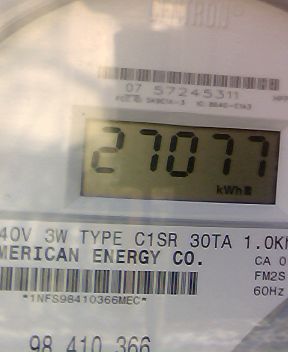 07 57245311
27077
kWh
40V 3W TYPE C1SR 30TA 1.0K
MERICAN ENERGY CO.
CA 0
FM2S
60Hz
*1NFS98410366MEC*
98 410 366